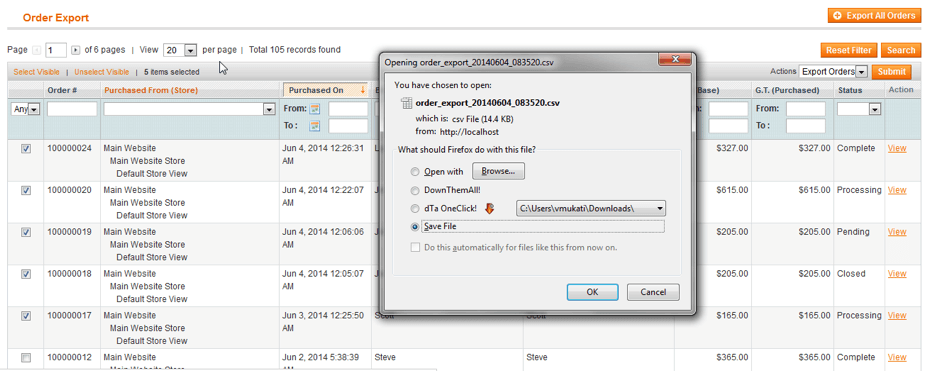 Order Export
Export All Orders
Page 1 of 6 pages | View 20 per page | Total 105 records found
Reset Filter Search
Select Visible | Unselect Visible | 5 items selected
Actions Export Orders Submit
Order # Purchased From (Store) Purchased On Base) G.T. (Purchased) Status Action
Any From: From:
To : To :
100000024 Main Website Jun 4, 2014 12:26:31 $327.00 $327.00 Complete View
Main Website Store AM
Default Store View
100000020 Main Website Jun 4, 2014 12:22:07 $615.00 $615.00 Processing View
Main Website Store AM
Default Store View
100000019 Main Website Jun 4, 2014 12:06:06 $205.00 $205.00 Pending View
Main Website Store AM
Default Store View
100000018 Main Website Jun 4, 2014 12:05:07 $205.00 $205.00 Closed View
Main Website Store AM
Default Store View
100000017 Main Website Jun 3, 2014 12:25:50 $165.00 $165.00 Processing View
Main Website Store AM
Default Store View
100000012 Main Website Jun 2, 2014 5:38:39 Steve Steve $365.00 $365.00 Complete View
Main Website Store AM
Opening order_export_20140604_083520.csv
You have chosen to open:
order_export_20140604_083520.csv
which is: csv File (14.4 KB)
from: http://localhost
What should Firefox do with this file?
Open with Browse...
DownThemAll!
dTa OneClick! C:\Users\vmukati\Downloads\
Save File
Do this automatically for files like this from now on.
OK Cancel